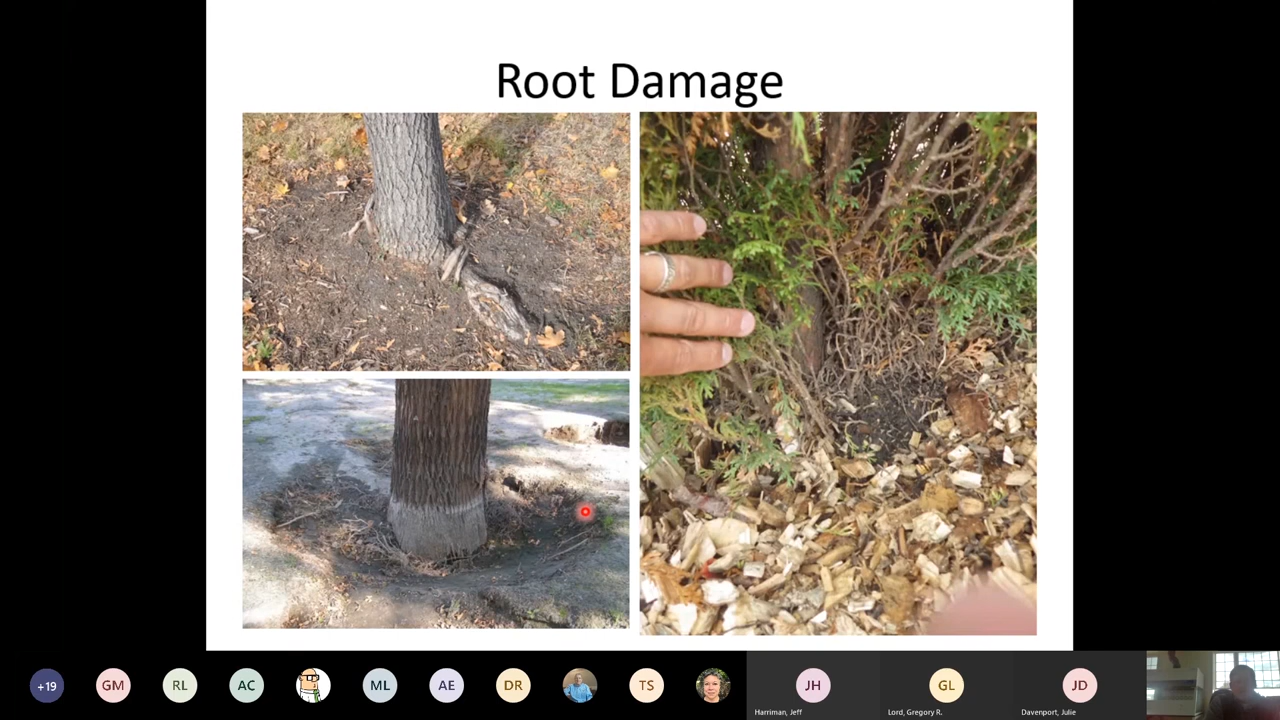 Root Damage
+19
GM
RL
AC
ML
AE
DR
TS
JH
GL
JD
Harriman, Jeff
Lord, Gregory R.
Davenport, Julie